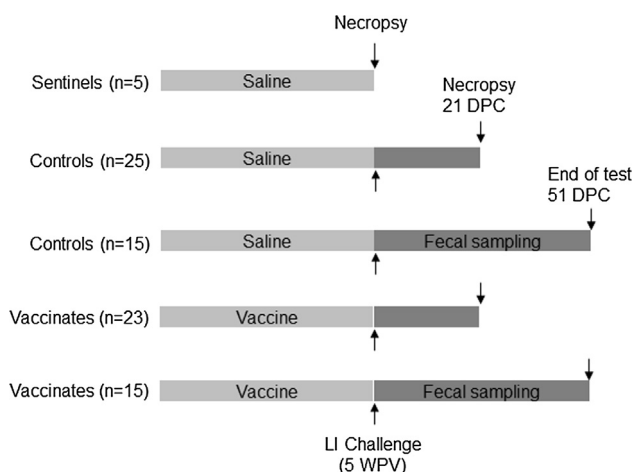 Necropsy
Sentinels (n=5)
Saline
Necropsy
21 DPC
Controls (n=25)
Saline
End of test
51 DPC
Controls (n=15)
Saline
Fecal sampling
Vaccinates (n=23)
Vaccine
Vaccinates (n=15)
Vaccine
Fecal sampling
LI Challenge
(5 WPV)